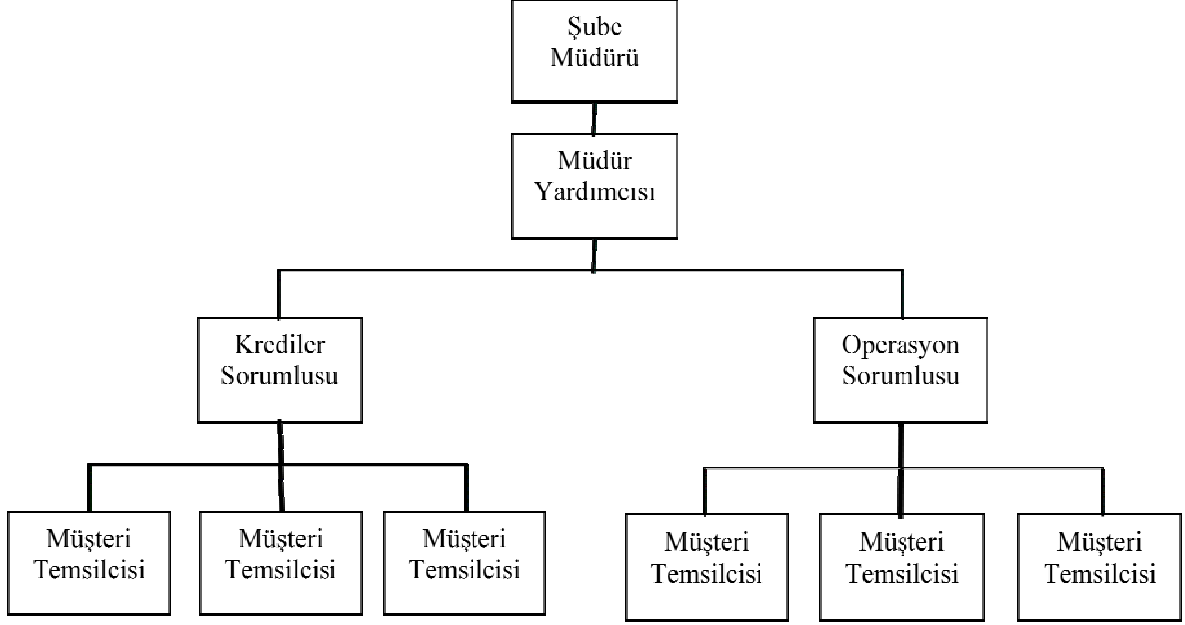 Şube
Müdürü
Müdür
Yardımcısı
Krediler
Sorumlusu
Operasyon
Sorumlusu
Müşteri
Temsilcisi
Müşteri
Temsilcisi
Müşteri
Temsilcisi
Müşteri
Temsilcisi
Müşteri
Temsilcisi
Müşteri
Temsilcisi